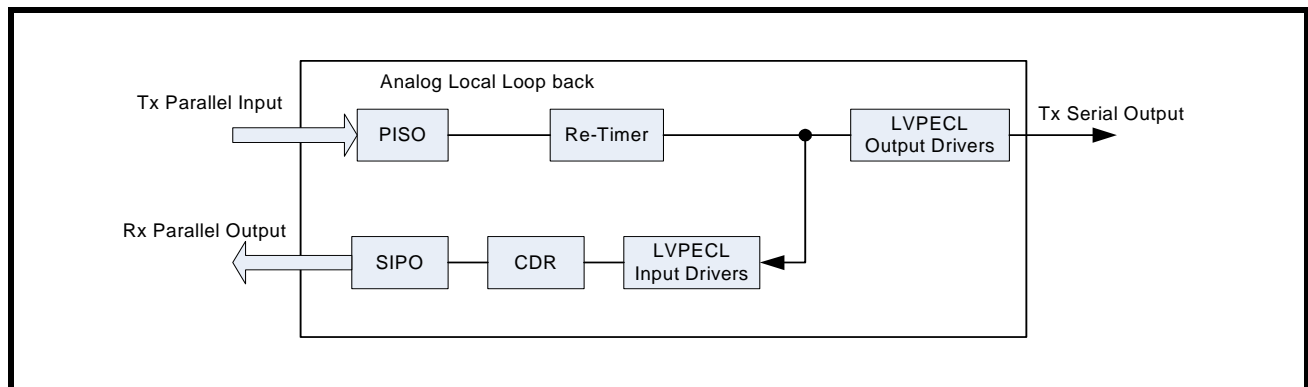 Analog Local Loop back
Tx Parallel Input
PISO
Re-Timer
LVPECL
Output Drivers
Tx Serial Output
Rx Parallel Output
SIPO
CDR
LVPECL
Input Drivers